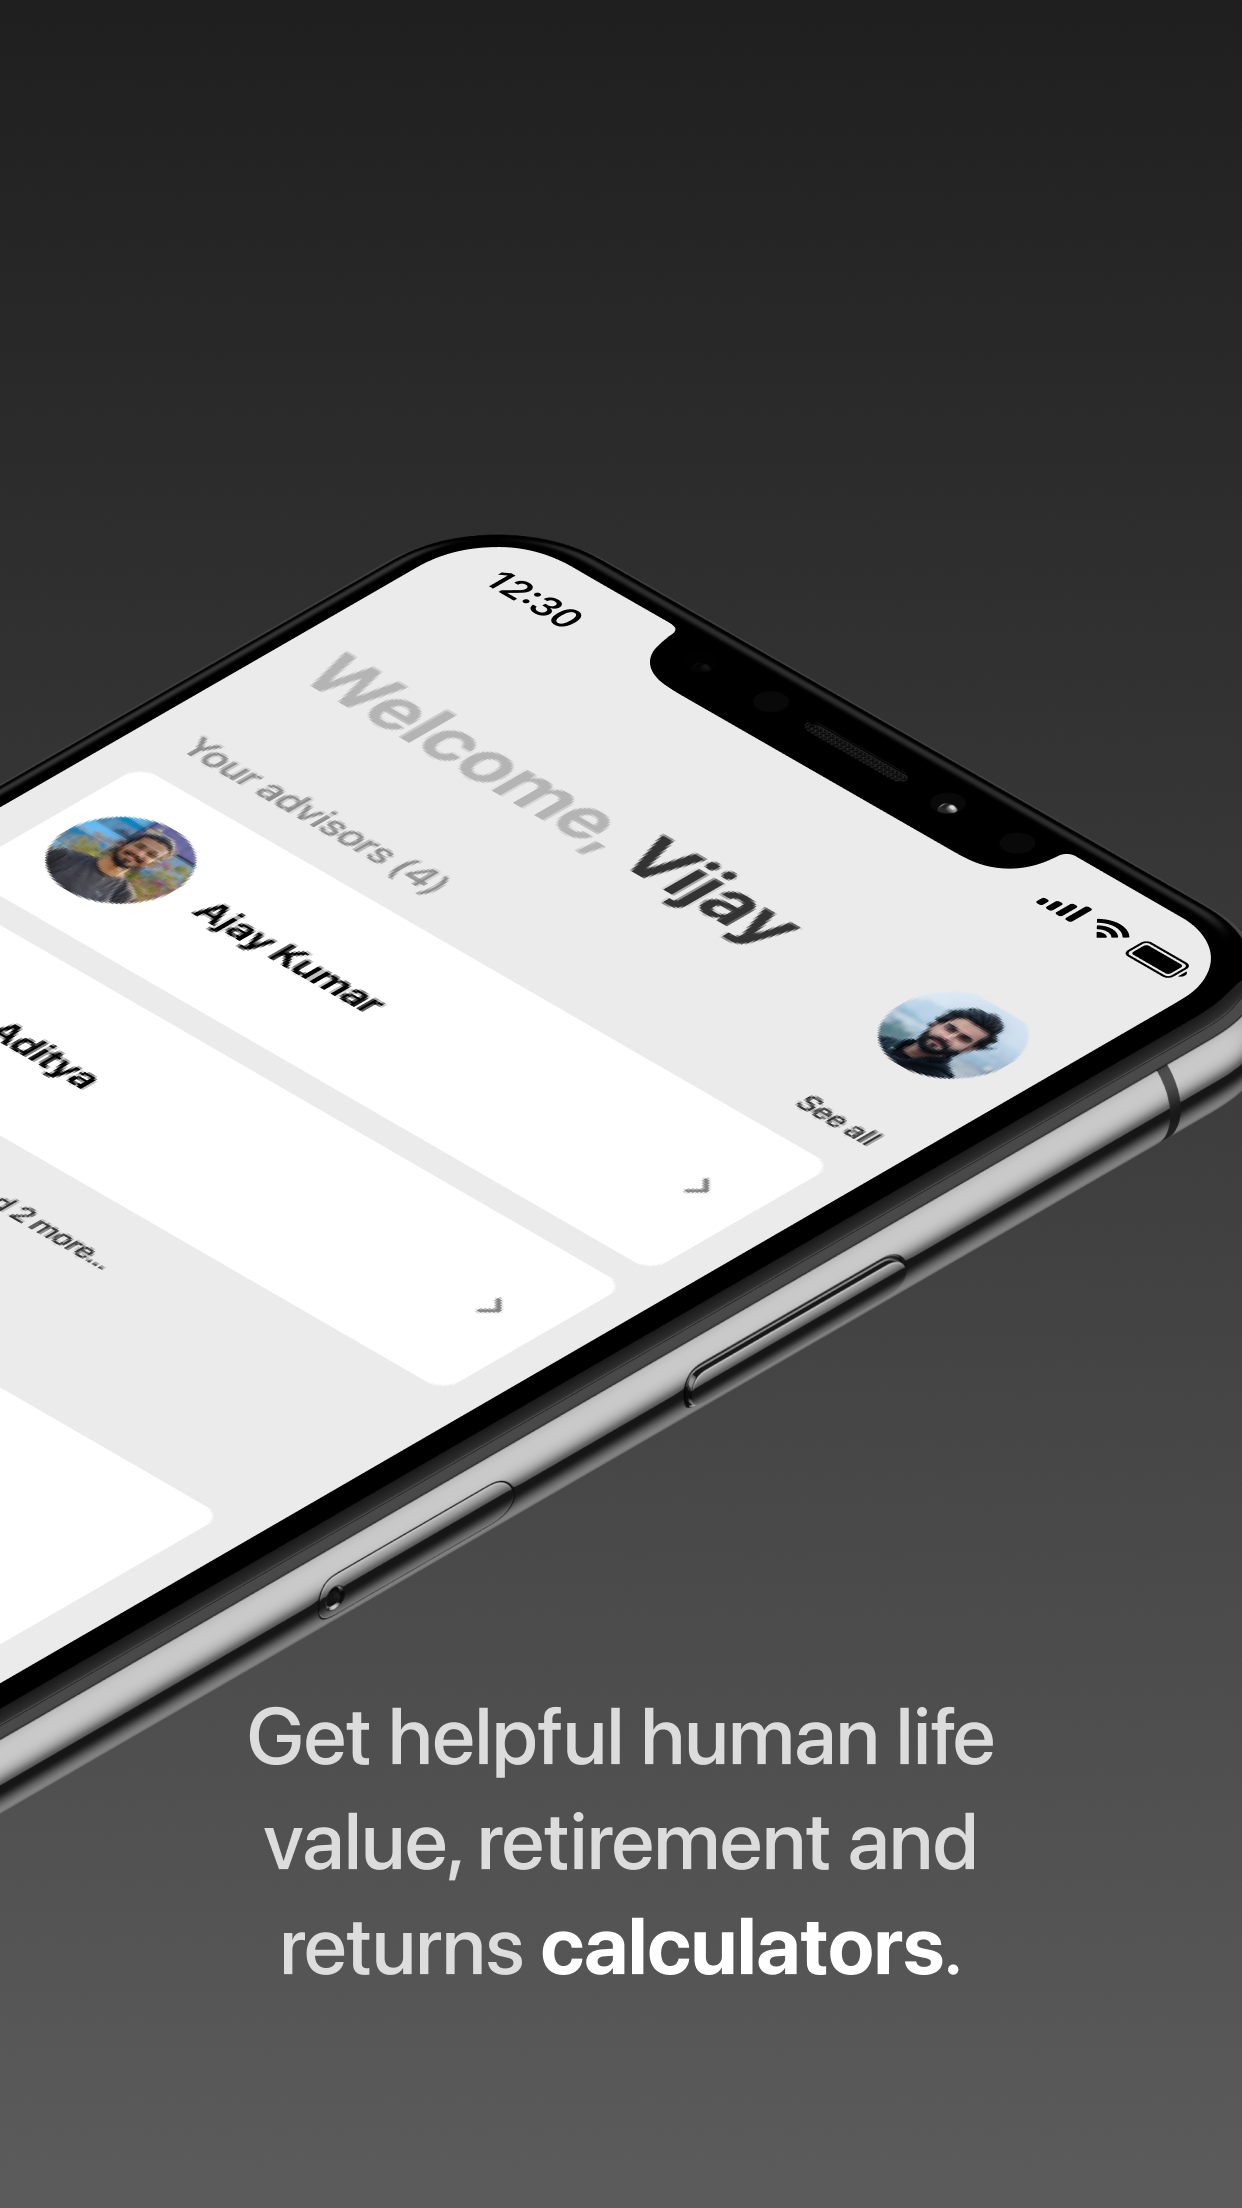 12:30
Welcome, Vijay
Your advisors (4)
See all
Ajay Kumar
Aditya
2 more...
Get helpful human life
value, retirement and
returns calculators.